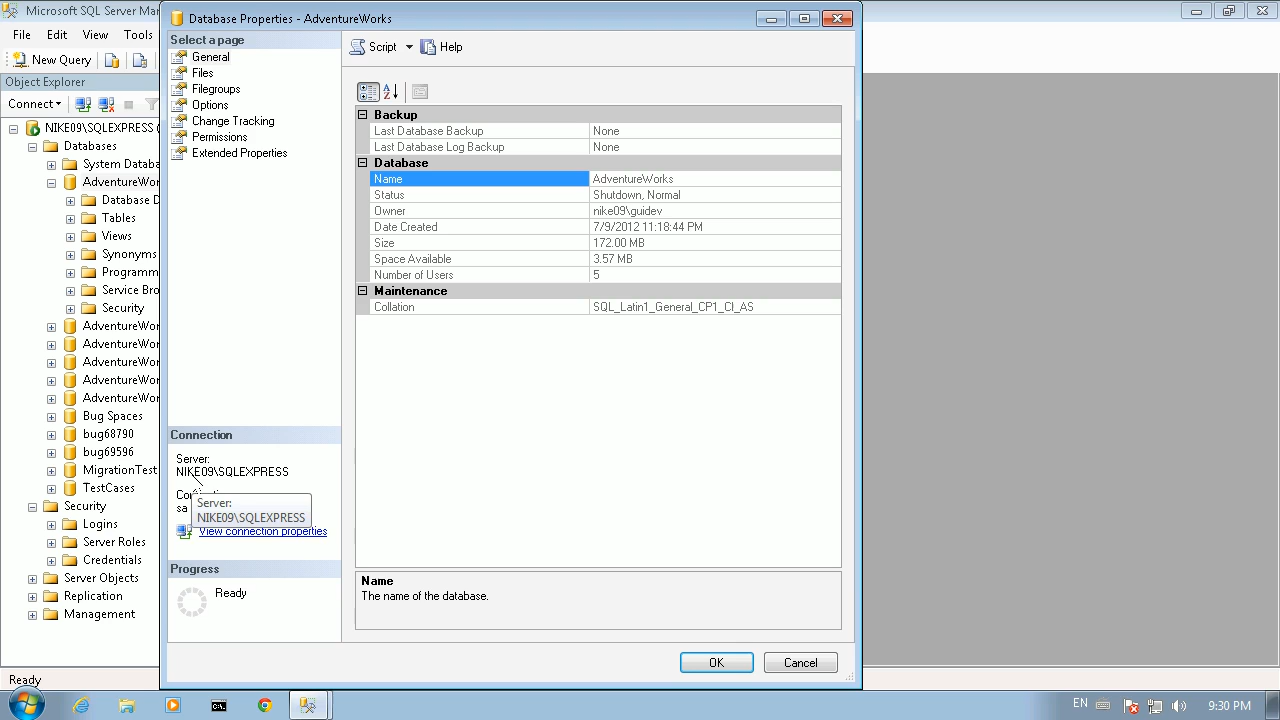 Microsoft SQL Server Mar
File Edit View Tools
New Query
Object Explorer
Connect
NIKE09\SQLEXPRESS (
Databases
System Databa
AdventureWor
Database D
Tables
Views
Synonyms
Programm
Service Bro
Security
AdventureWor
AdventureWor
AdventureWor
AdventureWor
AdventureWor
Bug Spaces
bug68790
bug69596
MigrationTest
TestCases
Security
Logins
Server Roles
Credentials
Server Objects
Replication
Management
Ready
Database Properties - AdventureWorks
Select a page
General
Files
Filegroups
Options
Change Tracking
Permissions
Extended Properties
Connection
Server:
NIKE09\SQLEXPRESS
sa
Server:
NIKE09\SQLEXPRESS
View connection properties
Progress
Ready
Script Help
Backup
Last Database Backup None
Last Database Log Backup None
Database
Name AdventureWorks
Status Shutdown, Normal
Owner nike09\guidev
Date Created 7/9/2012 11:18:44 PM
Size 172.00 MB
Space Available 3.57 MB
Number of Users 5
Maintenance
Collation SQL_Latin1_General_CP1_CI_AS
Name
The name of the database.
OK Cancel
EN 9:30 PM